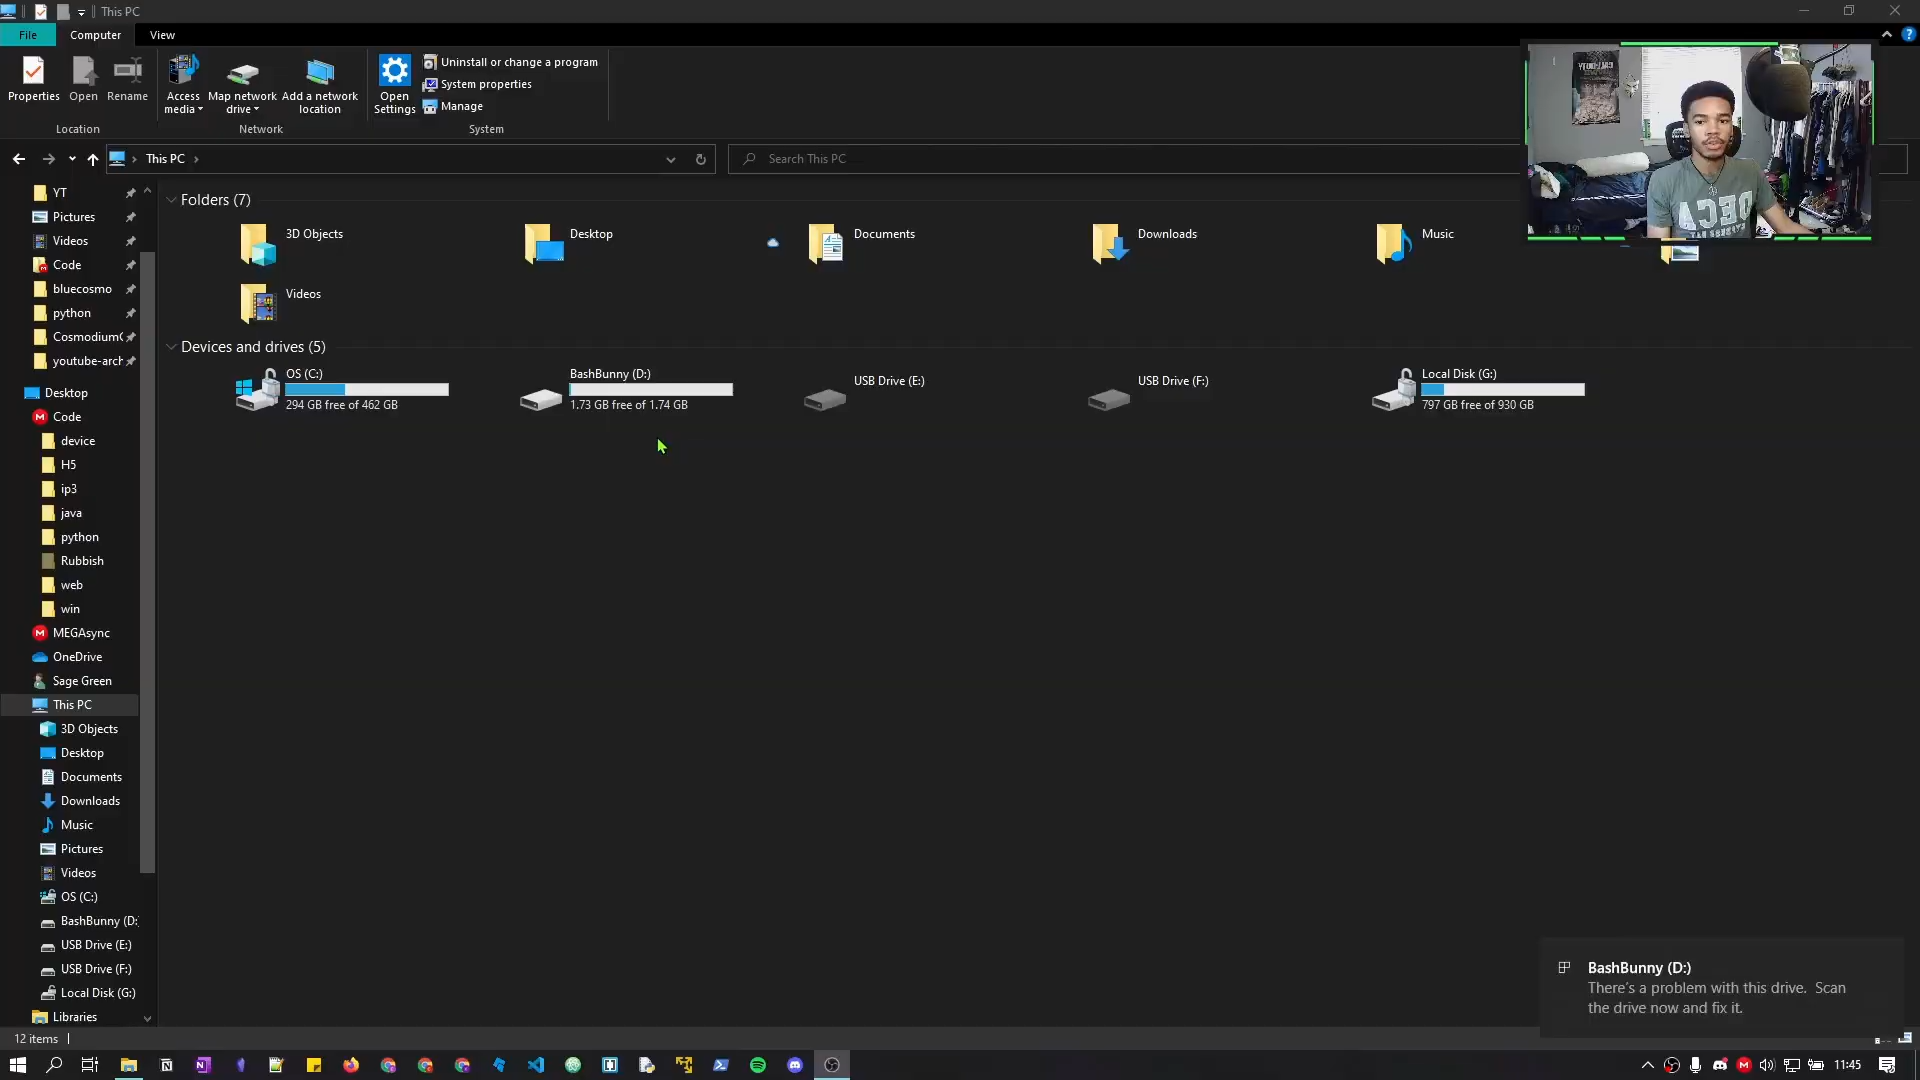 This PC
File
Computer
View
Properties
Open
Rename
Access media
Map network drive
Add a network location
Open Settings
Uninstall or change a program
System properties
Manage
Location
Network
System
This PC
Search This PC
YT
Pictures
Videos
Code
bluecosmo
python
Cosmodium(
youtube-arch
Desktop
Code
device
H5
ip3
java
python
Rubbish
web
win
MEGAsync
OneDrive
Sage Green
This PC
3D Objects
Desktop
Documents
Downloads
Music
Pictures
Videos
OS (C:)
BashBunny (D:
USB Drive (E:)
USB Drive (F:)
Local Disk (G:)
Libraries
Folders (7)
3D Objects
Desktop
Documents
Downloads
Music
Videos
Devices and drives (5)
OS (C:)
294 GB free of 462 GB
BashBunny (D:)
1.73 GB free of 1.74 GB
USB Drive (E:)
USB Drive (F:)
Local Disk (G:)
797 GB free of 930 GB
DECA
BashBunny (D:)
There's a problem with this drive. Scan
the drive now and fix it.
12 items
11:45